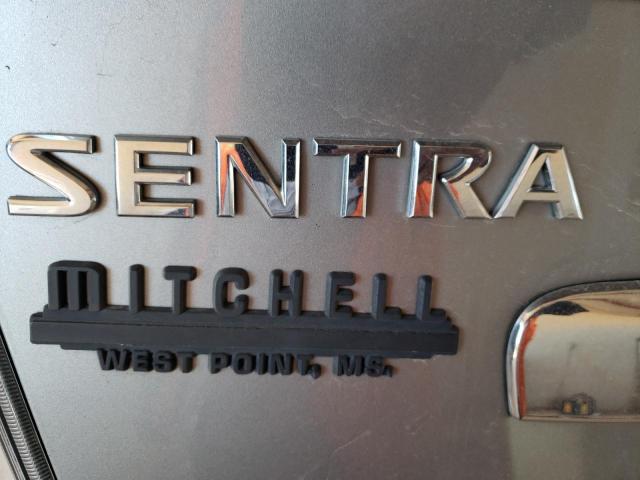 SENTRA
MITCHELL
WEST POINT, MS.